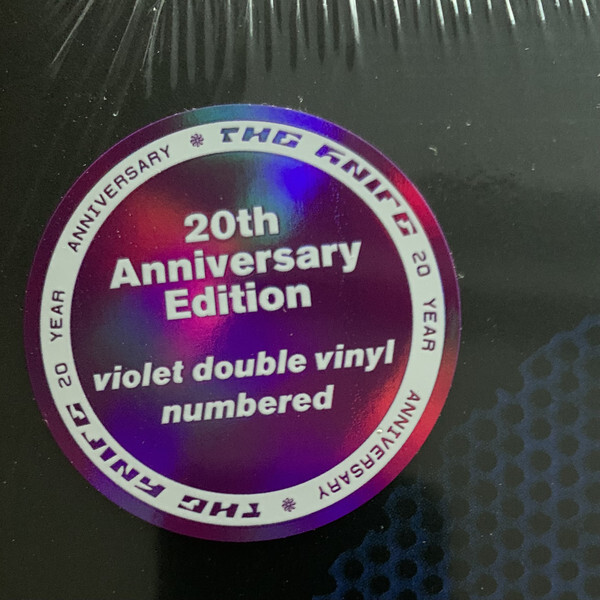 THE KNIFE 20 YEAR ANNIVERSARY * THE KNIFE 20 YEAR ANNIVERSARY *
20th
Anniversary
Edition
violet double vinyl
numbered